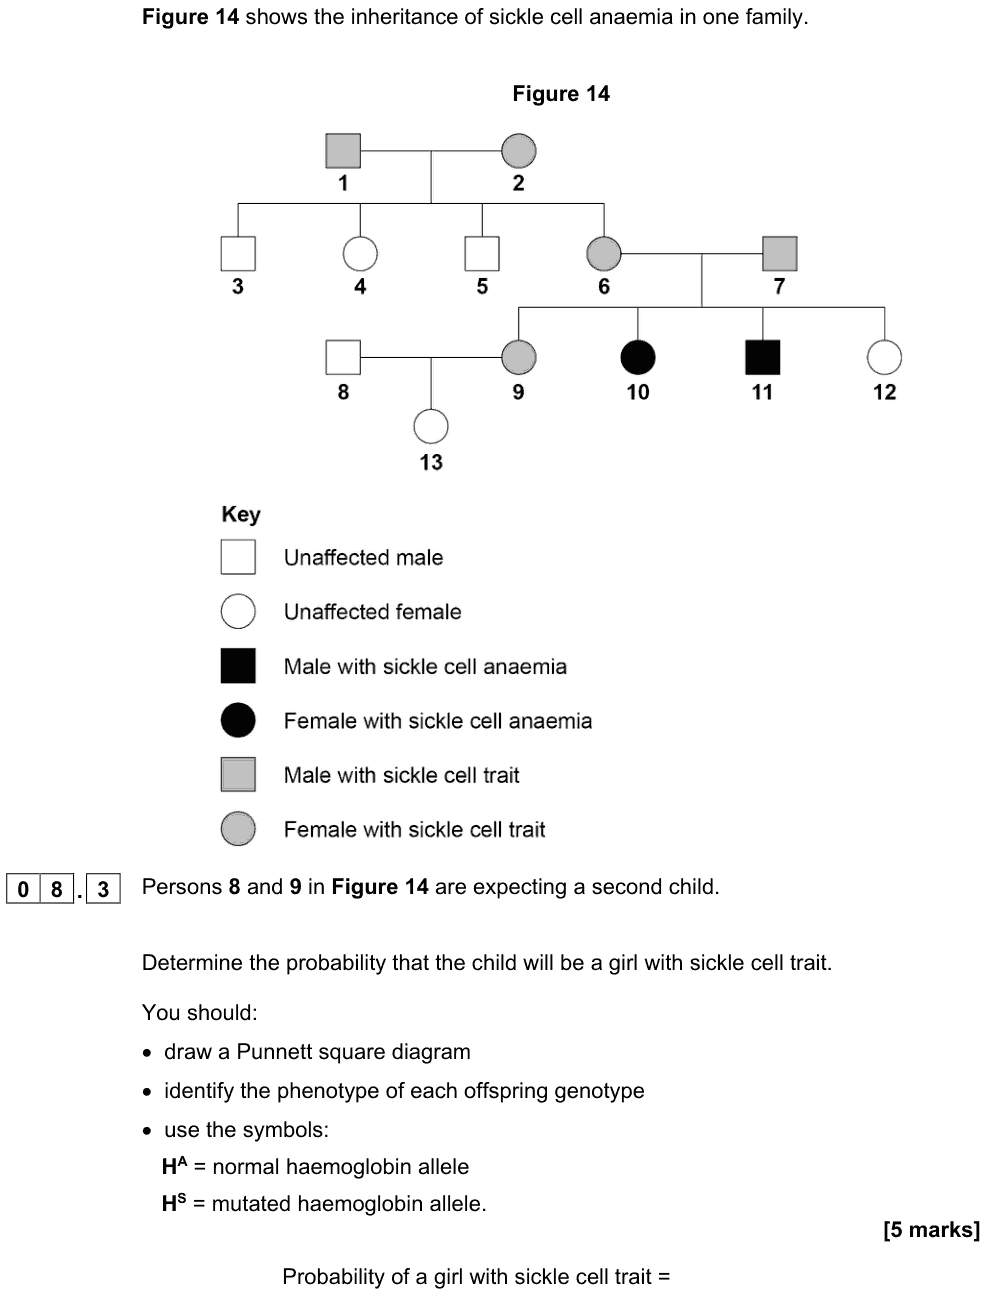 Figure 14 shows the inheritance of sickle cell anaemia in one family.
Figure 14
1 2
3 4 5 6 7
8 9 10 11 12
13
Key
Unaffected male
Unaffected female
Male with sickle cell anaemia
Female with sickle cell anaemia
Male with sickle cell trait
Female with sickle cell trait
0 8 . 3 Persons 8 and 9 in Figure 14 are expecting a second child.
Determine the probability that the child will be a girl with sickle cell trait.
You should:
• draw a Punnett square diagram
• identify the phenotype of each offspring genotype
• use the symbols:
Hᴬ = normal haemoglobin allele
Hˢ = mutated haemoglobin allele.
[5 marks]
Probability of a girl with sickle cell trait =